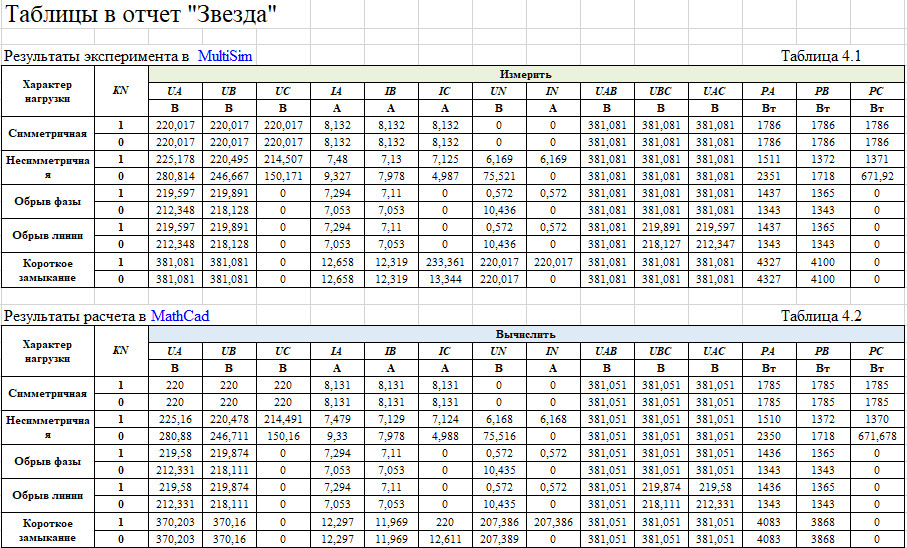 Таблицы в отчет "Звезда"
Результаты эксперимента в MultiSim Таблица 4.1
Характер нагрузки KN Измерить
UA UB UC IA IB IC UN IN UAB UBC UAC PA PB PC
В В В А А А В А В В В Вт Вт Вт
Симметричная 1 220,017 220,017 220,017 8,132 8,132 8,132 0 0 381,081 381,081 381,081 1786 1786 1786
0 220,017 220,017 220,017 8,132 8,132 8,132 0 0 381,081 381,081 381,081 1786 1786 1786
Несимметрична
я 1 225,178 220,495 214,507 7,48 7,13 7,125 6,169 6,169 381,081 381,081 381,081 1511 1372 1371
0 280,814 246,667 150,171 9,327 7,978 4,987 75,521 0 381,081 381,081 381,081 2351 1718 671,92
Обрыв фазы 1 219,597 219,891 0 7,294 7,11 0 0,572 0,572 381,081 381,081 381,081 1437 1365 0
0 212,348 218,128 0 7,053 7,053 0 10,436 0 381,081 381,081 381,081 1343 1343 0
Обрыв линии 1 219,597 219,891 0 7,294 7,11 0 0,572 0,572 381,081 219,891 219,597 1437 1365 0
0 212,348 218,128 0 7,053 7,053 0 10,436 0 381,081 218,127 212,347 1343 1343 0
Короткое замыкание 1 381,081 381,081 0 12,658 12,319 233,361 220,017 220,017 381,081 381,081 381,081 4327 4100 0
0 381,081 381,081 0 12,658 12,319 13,344 220,017 0 381,081 381,081 381,081 4327 4100 0
Результаты расчета в MathCad Таблица 4.2
Характер нагрузки KN Вычислить
UA UB UC IA IB IC UN IN UAB UBC UAC PA PB PC
В В В А А А В А В В В Вт Вт Вт
Симметричная 1 220 220 220 8,131 8,131 8,131 0 0 381,051 381,051 381,051 1785 1785 1785
0 220 220 220 8,131 8,131 8,131 0 0 381,051 381,051 381,051 1785 1785 1785
Несимметрична
я 1 225,16 220,478 214,491 7,479 7,129 7,124 6,168 6,168 381,051 381,051 381,051 1510 1372 1370
0 280,88 246,711 150,16 9,33 7,978 4,988 75,516 0 381,051 381,051 381,051 2350 1718 671,678
Обрыв фазы 1 219,58 219,874 0 7,294 7,11 0 0,572 0,572 381,051 381,051 381,051 1436 1365 0
0 212,331 218,111 0 7,053 7,053 0 10,435 0 381,051 381,051 381,051 1343 1343 0
Обрыв линии 1 219,58 219,874 0 7,294 7,11 0 0,572 0,572 381,051 219,874 219,58 1436 1365 0
0 212,331 218,111 0 7,053 7,053 0 10,435 0 381,051 218,111 212,331 1343 1343 0
Короткое замыкание 1 370,203 370,16 0 12,297 11,969 220 207,386 207,386 381,051 381,051 381,051 4083 3868 0
0 370,203 370,16 0 12,297 11,969 12,611 207,389 0 381,051 381,051 381,051 4083 3868 0